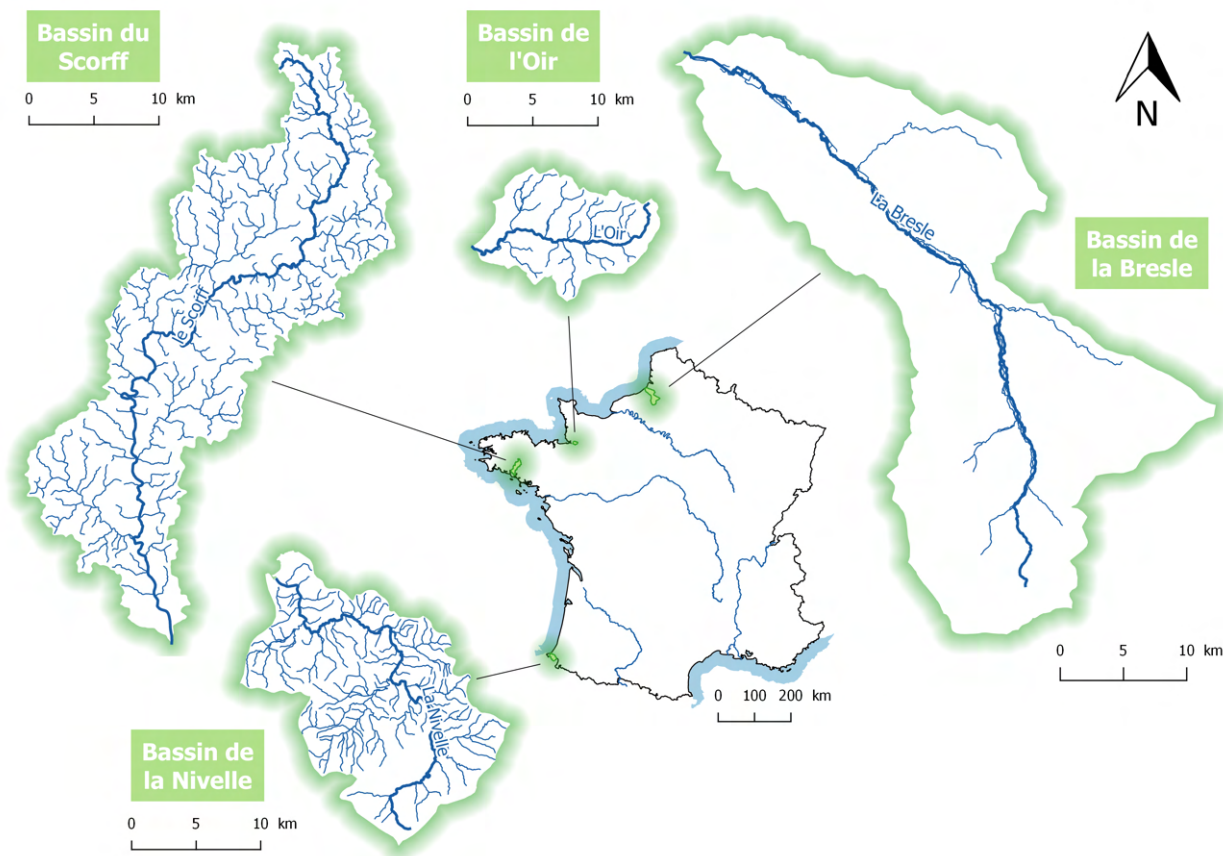 Bassin du
Scorff
0 5 10 km
Bassin de
l'Oir
0 5 10 km
N
La Bresle
Bassin de
la Bresle
L'Oir
le Scorff
0 5 10 km
0 100 200 km
la Nivelle
Bassin de
la Nivelle
0 5 10 km